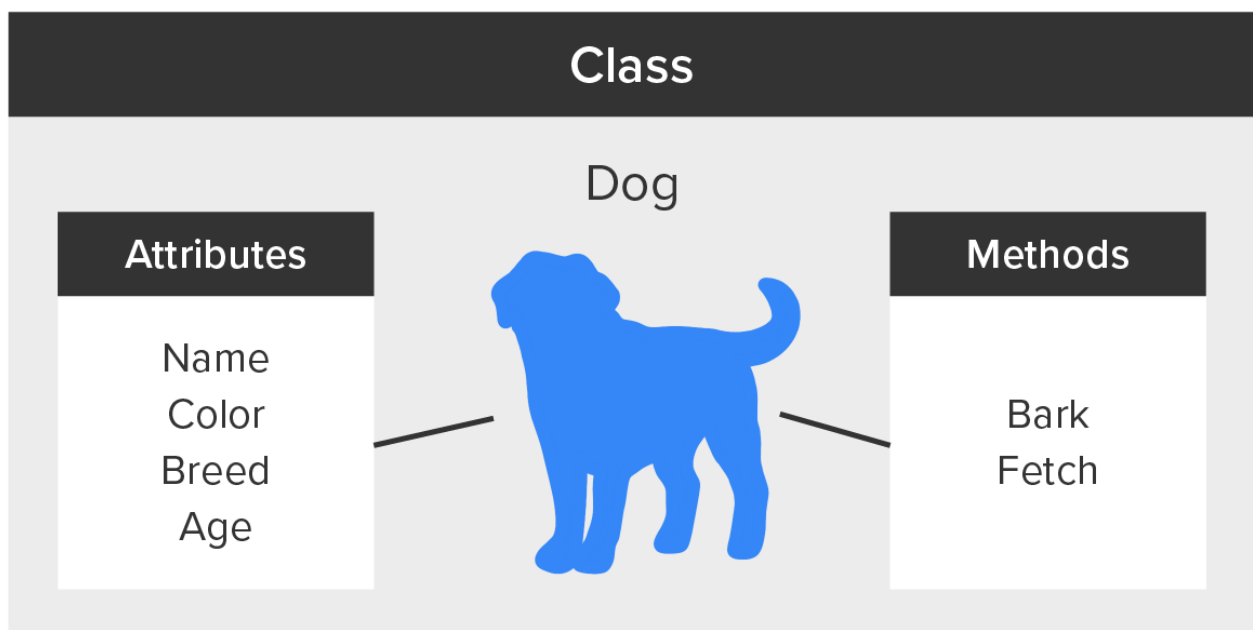 Class
Dog
Attributes
Name
Color
Breed
Age
Methods
Bark
Fetch